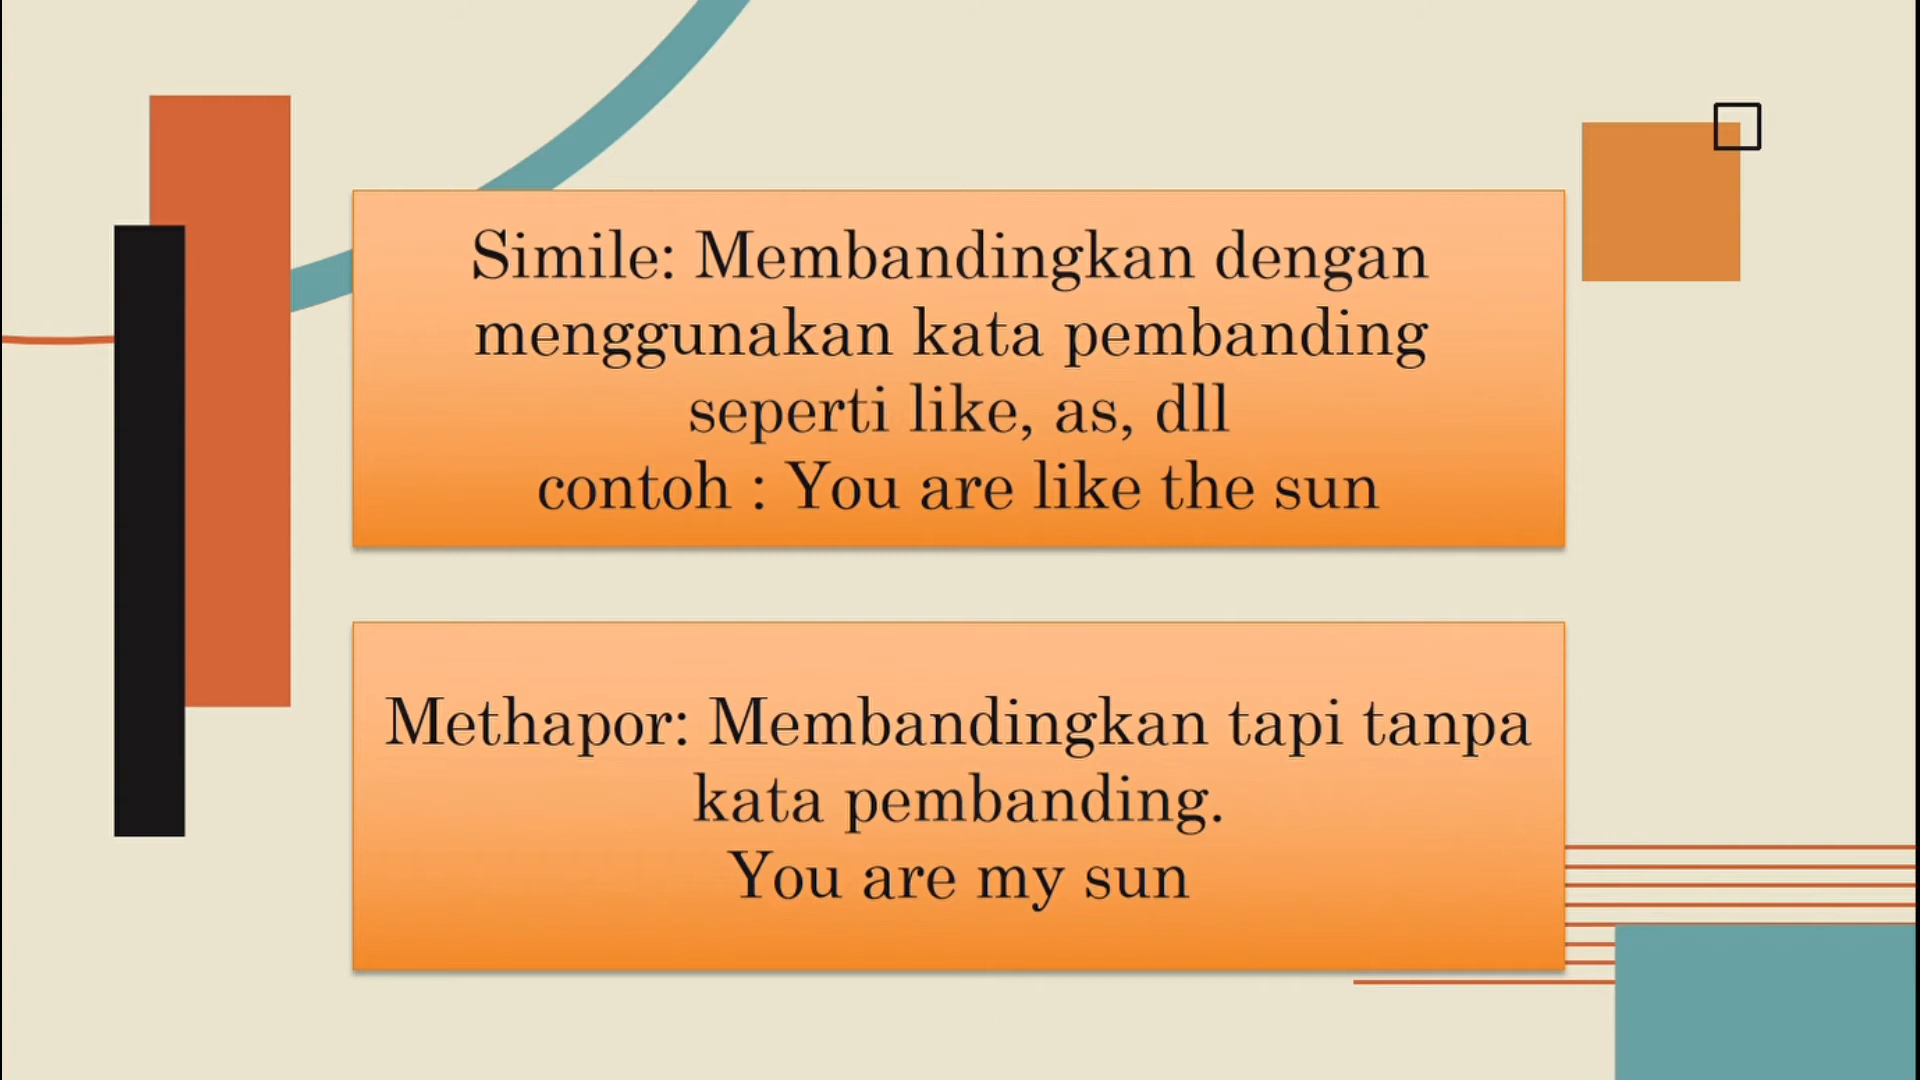 Simile: Membandingkan dengan
menggunakan kata pembanding
seperti like, as, dll
contoh : You are like the sun
Methapor: Membandingkan tapi tanpa
kata pembanding.
You are my sun